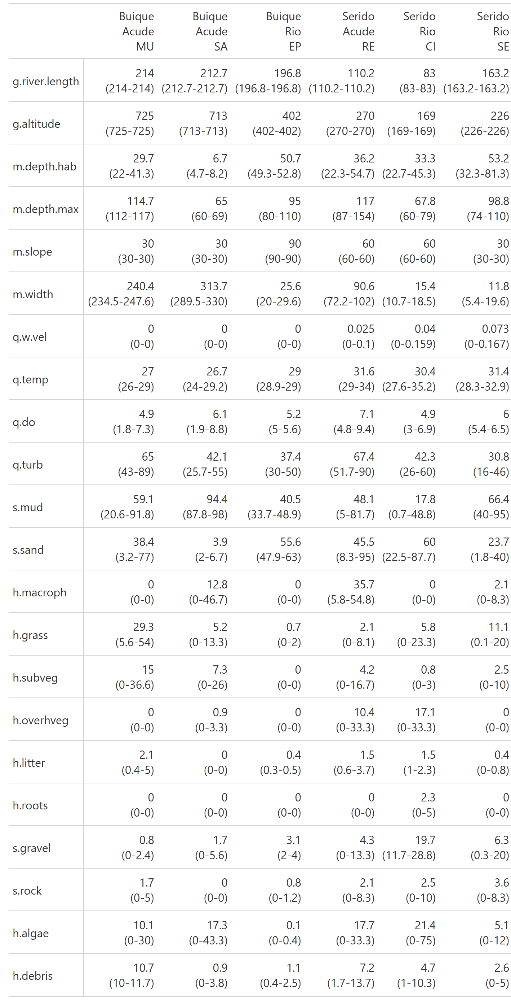 Buique Buique Buique Serido Serido Serido
Acude Acude Rio Acude Rio Rio
MU SA EP RE CI SE
g.river.length 214 212.7 196.8 110.2 83 163.2
(214-214) (212.7-212.7) (196.8-196.8) (110.2-110.2) (83-83) (163.2-163.2)
g.altitude 725 713 402 270 169 226
(725-725) (713-713) (402-402) (270-270) (169-169) (226-226)
m.depth.hab 29.7 6.7 50.7 36.2 33.3 53.2
(22-41.3) (4.7-8.2) (49.3-52.8) (22.3-54.7) (22.7-45.3) (32.3-81.3)
m.depth.max 114.7 65 95 117 67.8 98.8
(112-117) (60-69) (80-110) (87-154) (60-79) (74-110)
m.slope 30 30 90 60 60 30
(30-30) (30-30) (90-90) (60-60) (60-60) (30-30)
m.width 240.4 313.7 25.6 90.6 15.4 11.8
(234.5-247.6) (289.5-330) (20-29.6) (72.2-102) (10.7-18.5) (5.4-19.6)
q.w.vel 0 0 0 0.025 0.04 0.073
(0-0) (0-0) (0-0) (0-0.1) (0-0.159) (0-0.167)
q.temp 27 26.7 29 31.6 30.4 31.4
(26-29) (24-29.2) (28.9-29) (29-34) (27.6-35.2) (28.3-32.9)
q.do 4.9 6.1 5.2 7.1 4.9 6
(1.8-7.3) (1.9-8.8) (5-5.6) (4.8-9.4) (3-6.9) (5.4-6.5)
q.turb 65 42.1 37.4 67.4 42.3 30.8
(43-89) (25.7-55) (30-50) (51.7-90) (26-60) (16-46)
s.mud 59.1 94.4 40.5 48.1 17.8 66.4
(20.6-91.8) (87.8-98) (33.7-48.9) (5-81.7) (0.7-48.8) (40-95)
s.sand 38.4 3.9 55.6 45.5 60 23.7
(3.2-77) (2-6.7) (47.9-63) (8.3-95) (22.5-87.7) (1.8-40)
h.macroph 0 12.8 0 35.7 0 2.1
(0-0) (0-46.7) (0-0) (5.8-54.8) (0-0) (0-8.3)
h.grass 29.3 5.2 0.7 2.1 5.8 11.1
(5.6-54) (0-13.3) (0-2) (0-8.1) (0-23.3) (0.1-20)
h.subveg 15 7.3 0 4.2 0.8 2.5
(0-36.6) (0-26) (0-0) (0-16.7) (0-3) (0-10)
h.overhveg 0 0.9 0 10.4 17.1 0
(0-0) (0-3.3) (0-0) (0-33.3) (0-33.3) (0-0)
h.litter 2.1 0 0.4 1.5 1.5 0.4
(0.4-5) (0-0) (0.3-0.5) (0.6-3.7) (1-2.3) (0-0.8)
h.roots 0 0 0 0 2.3 0
(0-0) (0-0) (0-0) (0-0) (0-5) (0-0)
s.gravel 0.8 1.7 3.1 4.3 19.7 6.3
(0-2.4) (0-5.6) (2-4) (0-13.3) (11.7-28.8) (0.3-20)
s.rock 1.7 0 0.8 2.1 2.5 3.6
(0-5) (0-0) (0-1.2) (0-8.3) (0-10) (0-8.3)
h.algae 10.1 17.3 0.1 17.7 21.4 5.1
(0-30) (0-43.3) (0-0.4) (0-33.3) (0-75) (0-12)
h.debris 10.7 0.9 1.1 7.2 4.7 2.6
(10-11.7) (0-3.8) (0.4-2.5) (1.7-13.7) (1-10.3) (0-5)